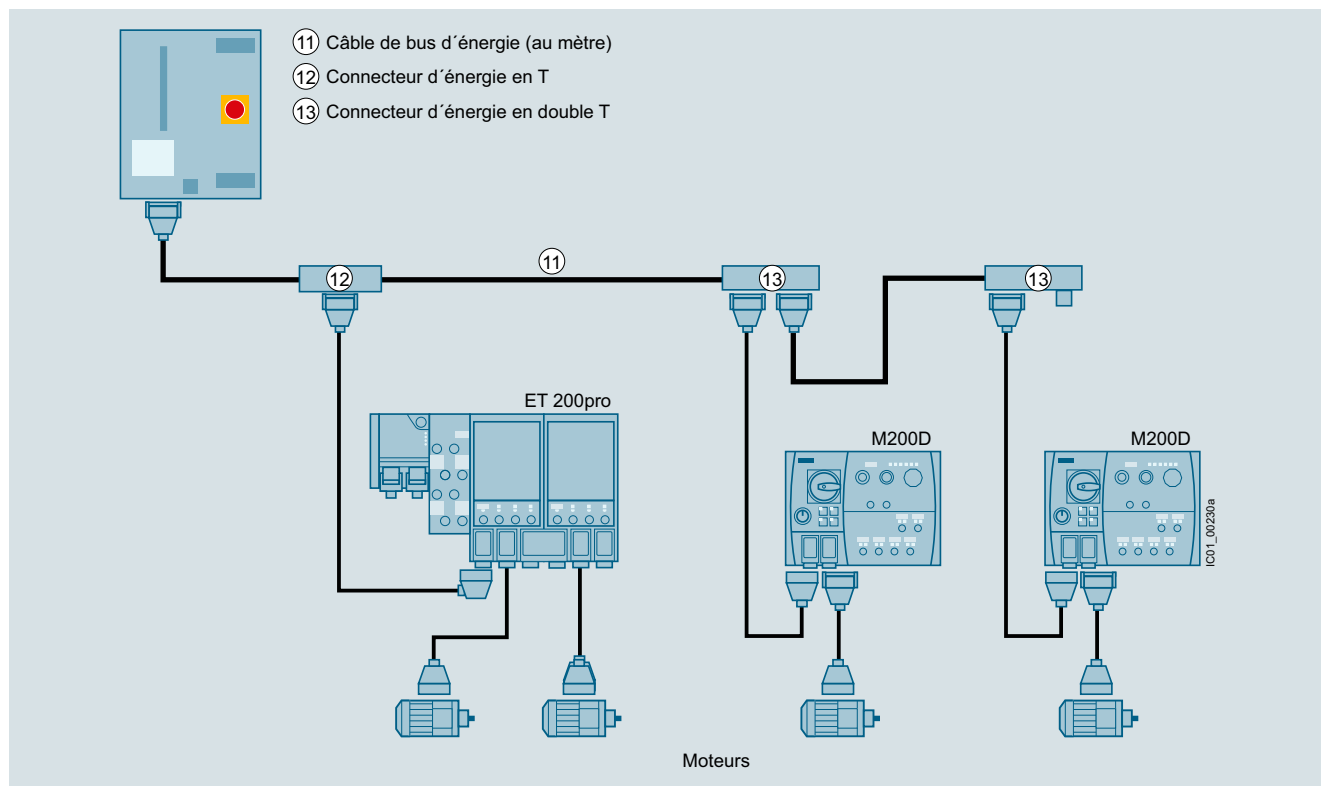 11 Câble de bus d´énergie (au mètre)
12 Connecteur d´énergie en T
13 Connecteur d´énergie en double T
12
11
13
13
ET 200pro
M200D
M200D
IC01_00230a
Moteurs